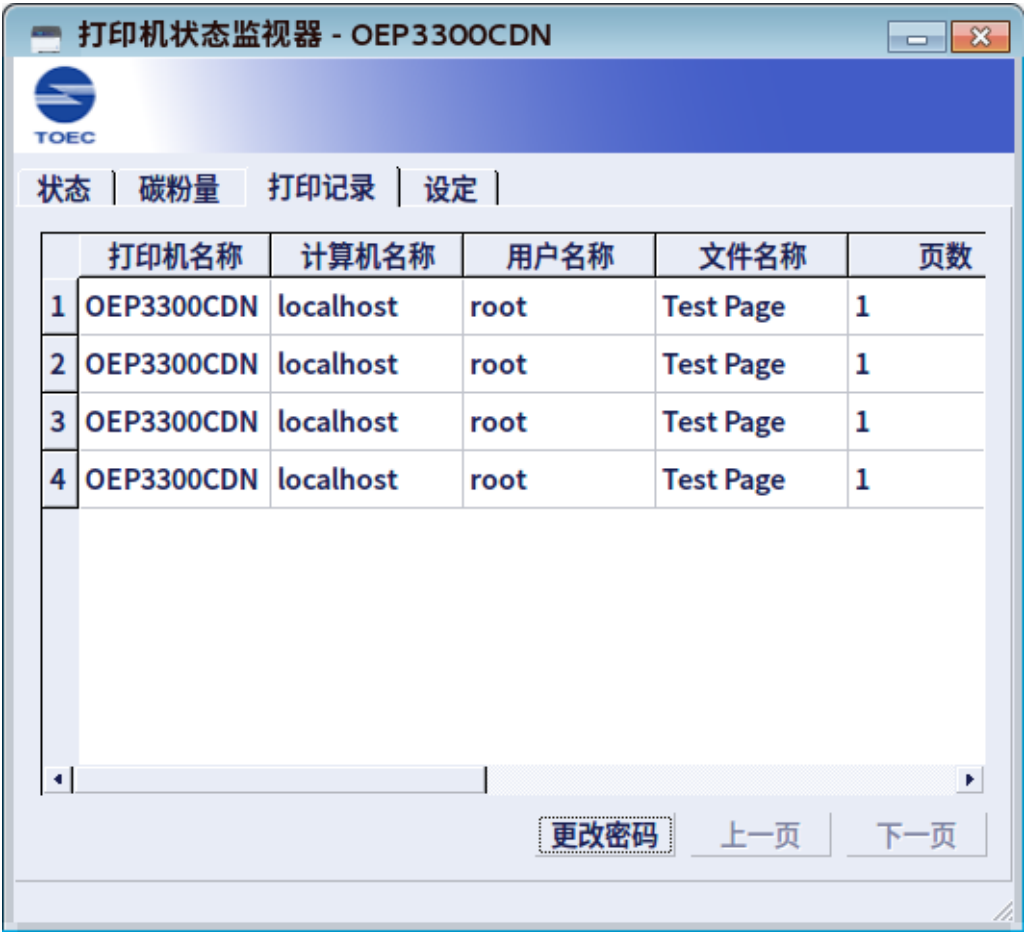 打印机状态监视器 - OEP3300CDN
TOEC
状态 碳粉量 打印记录 设定
打印机名称 计算机名称 用户名称 文件名称 页数
1 OEP3300CDN localhost root Test Page 1
2 OEP3300CDN localhost root Test Page 1
3 OEP3300CDN localhost root Test Page 1
4 OEP3300CDN localhost root Test Page 1
更改密码 上一页 下一页